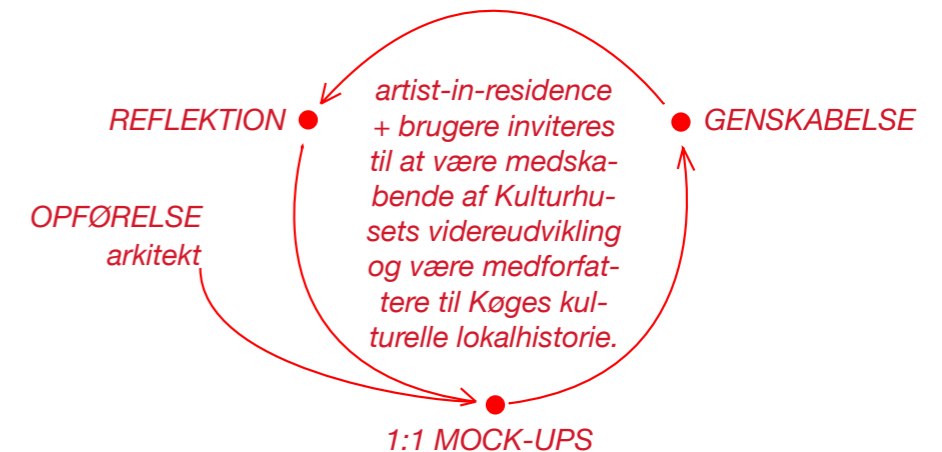 REFLEKTION
artist-in-residence
+ brugere inviteres
til at være medska-
bende af Kulturhu-
sets videreudvikling
og være medforfat-
tere til Køges kul-
turelle lokalhistorie.
GENSKABELSE
OPFØRELSE
arkitekt
1:1 MOCK-UPS